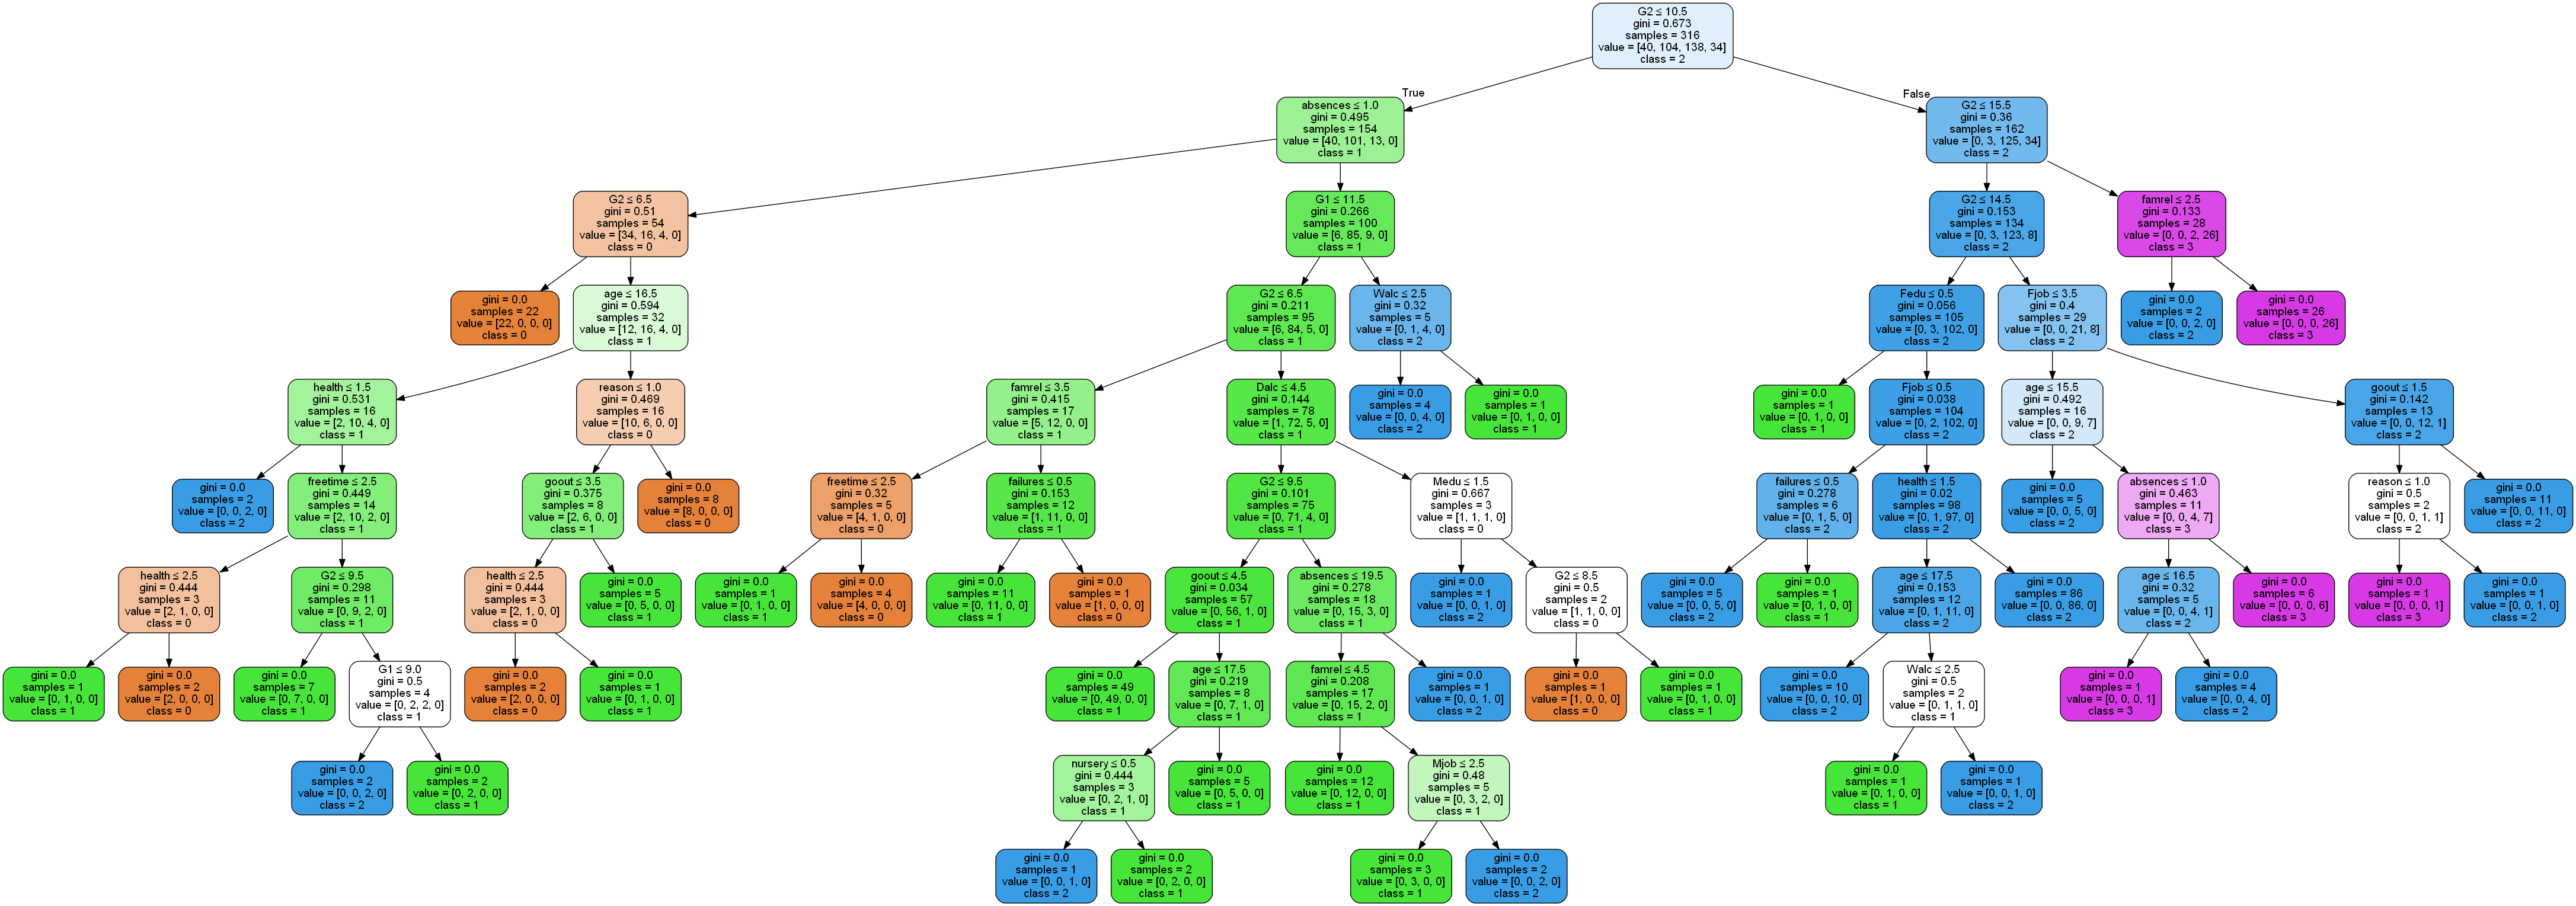 G2 ≤ 10.5
gini = 0.673
samples = 316
value = [40, 104, 138, 34]
class = 2
True
False
absences ≤ 1.0
gini = 0.495
samples = 154
value = [40, 101, 13, 0]
class = 1
G2 ≤ 15.5
gini = 0.36
samples = 162
value = [0, 3, 125, 34]
class = 2
G2 ≤ 6.5
gini = 0.51
samples = 54
value = [34, 16, 4, 0]
class = 0
G1 ≤ 11.5
gini = 0.266
samples = 100
value = [6, 85, 9, 0]
class = 1
G2 ≤ 14.5
gini = 0.153
samples = 134
value = [0, 3, 123, 8]
class = 2
famrel ≤ 2.5
gini = 0.133
samples = 28
value = [0, 0, 2, 26]
class = 3
gini = 0.0
samples = 22
value = [22, 0, 0, 0]
class = 0
age ≤ 16.5
gini = 0.594
samples = 32
value = [12, 16, 4, 0]
class = 1
G2 ≤ 6.5
gini = 0.211
samples = 95
value = [6, 84, 5, 0]
class = 1
Walc ≤ 2.5
gini = 0.32
samples = 5
value = [0, 1, 4, 0]
class = 2
Fedu ≤ 0.5
gini = 0.056
samples = 105
value = [0, 3, 102, 0]
class = 2
Fjob ≤ 3.5
gini = 0.4
samples = 29
value = [0, 0, 21, 8]
class = 2
gini = 0.0
samples = 2
value = [0, 0, 2, 0]
class = 2
gini = 0.0
samples = 26
value = [0, 0, 0, 26]
class = 3
health ≤ 1.5
gini = 0.531
samples = 16
value = [2, 10, 4, 0]
class = 1
reason ≤ 1.0
gini = 0.469
samples = 16
value = [10, 6, 0, 0]
class = 0
famrel ≤ 3.5
gini = 0.415
samples = 17
value = [5, 12, 0, 0]
class = 1
Dalc ≤ 4.5
gini = 0.144
samples = 78
value = [1, 72, 5, 0]
class = 1
gini = 0.0
samples = 4
value = [0, 0, 4, 0]
class = 2
gini = 0.0
samples = 1
value = [0, 1, 0, 0]
class = 1
gini = 0.0
samples = 1
value = [0, 1, 0, 0]
class = 1
Fjob ≤ 0.5
gini = 0.038
samples = 104
value = [0, 2, 102, 0]
class = 2
age ≤ 15.5
gini = 0.492
samples = 16
value = [0, 0, 9, 7]
class = 2
goout ≤ 1.5
gini = 0.142
samples = 13
value = [0, 0, 12, 1]
class = 2
gini = 0.0
samples = 2
value = [0, 0, 2, 0]
class = 2
freetime ≤ 2.5
gini = 0.449
samples = 14
value = [2, 10, 2, 0]
class = 1
goout ≤ 3.5
gini = 0.375
samples = 8
value = [2, 6, 0, 0]
class = 1
gini = 0.0
samples = 8
value = [8, 0, 0, 0]
class = 0
freetime ≤ 2.5
gini = 0.32
samples = 5
value = [4, 1, 0, 0]
class = 0
failures ≤ 0.5
gini = 0.153
samples = 12
value = [1, 11, 0, 0]
class = 1
G2 ≤ 9.5
gini = 0.101
samples = 75
value = [0, 71, 4, 0]
class = 1
Medu ≤ 1.5
gini = 0.667
samples = 3
value = [1, 1, 1, 0]
class = 0
failures ≤ 0.5
gini = 0.278
samples = 6
value = [0, 1, 5, 0]
class = 2
health ≤ 1.5
gini = 0.02
samples = 98
value = [0, 1, 97, 0]
class = 2
gini = 0.0
samples = 5
value = [0, 0, 5, 0]
class = 2
absences ≤ 1.0
gini = 0.463
samples = 11
value = [0, 0, 4, 7]
class = 3
reason ≤ 1.0
gini = 0.5
samples = 2
value = [0, 0, 1, 1]
class = 2
gini = 0.0
samples = 11
value = [0, 0, 11, 0]
class = 2
health ≤ 2.5
gini = 0.444
samples = 3
value = [2, 1, 0, 0]
class = 0
G2 ≤ 9.5
gini = 0.298
samples = 11
value = [0, 9, 2, 0]
class = 1
health ≤ 2.5
gini = 0.444
samples = 3
value = [2, 1, 0, 0]
class = 0
gini = 0.0
samples = 5
value = [0, 5, 0, 0]
class = 1
gini = 0.0
samples = 1
value = [0, 1, 0, 0]
class = 1
gini = 0.0
samples = 4
value = [4, 0, 0, 0]
class = 0
gini = 0.0
samples = 11
value = [0, 11, 0, 0]
class = 1
gini = 0.0
samples = 1
value = [1, 0, 0, 0]
class = 0
goout ≤ 4.5
gini = 0.034
samples = 57
value = [0, 56, 1, 0]
class = 1
absences ≤ 19.5
gini = 0.278
samples = 18
value = [0, 15, 3, 0]
class = 1
gini = 0.0
samples = 1
value = [0, 0, 1, 0]
class = 2
G2 ≤ 8.5
gini = 0.5
samples = 2
value = [1, 1, 0, 0]
class = 0
gini = 0.0
samples = 5
value = [0, 0, 5, 0]
class = 2
gini = 0.0
samples = 1
value = [0, 1, 0, 0]
class = 1
age ≤ 17.5
gini = 0.153
samples = 12
value = [0, 1, 11, 0]
class = 2
gini = 0.0
samples = 86
value = [0, 0, 86, 0]
class = 2
age ≤ 16.5
gini = 0.32
samples = 5
value = [0, 0, 4, 1]
class = 2
gini = 0.0
samples = 6
value = [0, 0, 0, 6]
class = 3
gini = 0.0
samples = 1
value = [0, 0, 0, 1]
class = 3
gini = 0.0
samples = 1
value = [0, 0, 1, 0]
class = 2
gini = 0.0
samples = 1
value = [0, 1, 0, 0]
class = 1
gini = 0.0
samples = 2
value = [2, 0, 0, 0]
class = 0
gini = 0.0
samples = 7
value = [0, 7, 0, 0]
class = 1
G1 ≤ 9.0
gini = 0.5
samples = 4
value = [0, 2, 2, 0]
class = 1
gini = 0.0
samples = 2
value = [2, 0, 0, 0]
class = 0
gini = 0.0
samples = 1
value = [0, 1, 0, 0]
class = 1
gini = 0.0
samples = 49
value = [0, 49, 0, 0]
class = 1
age ≤ 17.5
gini = 0.219
samples = 8
value = [0, 7, 1, 0]
class = 1
famrel ≤ 4.5
gini = 0.208
samples = 17
value = [0, 15, 2, 0]
class = 1
gini = 0.0
samples = 1
value = [0, 0, 1, 0]
class = 2
gini = 0.0
samples = 1
value = [1, 0, 0, 0]
class = 0
gini = 0.0
samples = 1
value = [0, 1, 0, 0]
class = 1
gini = 0.0
samples = 10
value = [0, 0, 10, 0]
class = 2
Walc ≤ 2.5
gini = 0.5
samples = 2
value = [0, 1, 1, 0]
class = 1
gini = 0.0
samples = 1
value = [0, 0, 0, 1]
class = 3
gini = 0.0
samples = 4
value = [0, 0, 4, 0]
class = 2
gini = 0.0
samples = 2
value = [0, 0, 2, 0]
class = 2
gini = 0.0
samples = 2
value = [0, 2, 0, 0]
class = 1
nursery ≤ 0.5
gini = 0.444
samples = 3
value = [0, 2, 1, 0]
class = 1
gini = 0.0
samples = 5
value = [0, 5, 0, 0]
class = 1
gini = 0.0
samples = 12
value = [0, 12, 0, 0]
class = 1
Mjob ≤ 2.5
gini = 0.48
samples = 5
value = [0, 3, 2, 0]
class = 1
gini = 0.0
samples = 1
value = [0, 1, 0, 0]
class = 1
gini = 0.0
samples = 1
value = [0, 0, 1, 0]
class = 2
gini = 0.0
samples = 1
value = [0, 0, 1, 0]
class = 2
gini = 0.0
samples = 2
value = [0, 2, 0, 0]
class = 1
gini = 0.0
samples = 3
value = [0, 3, 0, 0]
class = 1
gini = 0.0
samples = 2
value = [0, 0, 2, 0]
class = 2